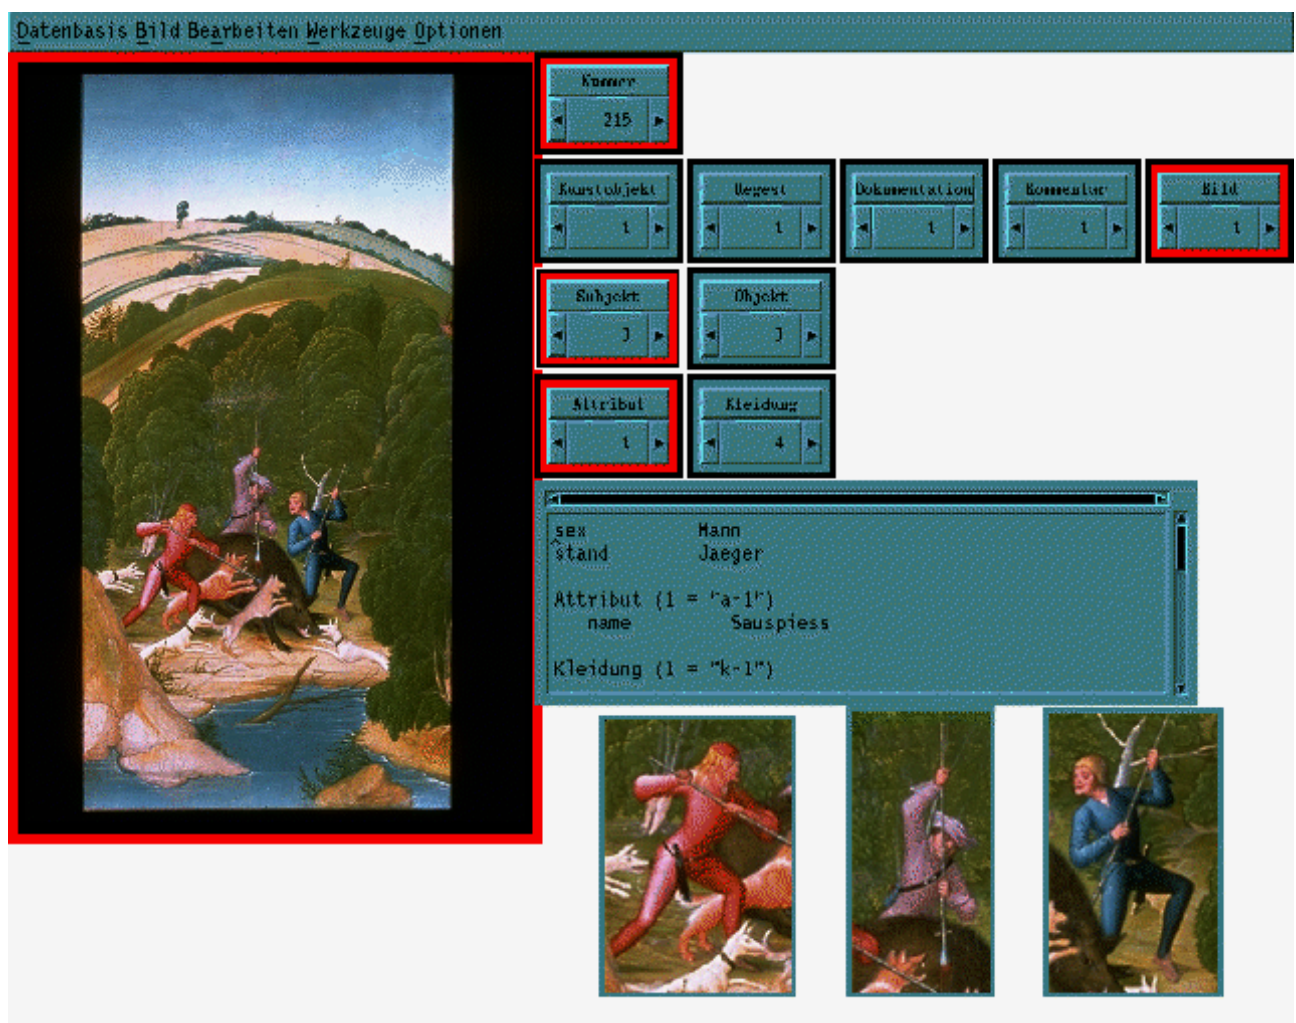 Datenbasis Bild Bearbeiten Werkzeuge Optionen
Nummer
215
Kunstobjekt Regest Dokumentation Kommentar Bild
1 1 1 1 1
Subjekt Objekt
3 3
Attribut Kleidung
1 4
sex Mann
stand Jaeger
Attribut (1 = "a-1")
name Sauspiess
Kleidung (1 = "k-1")